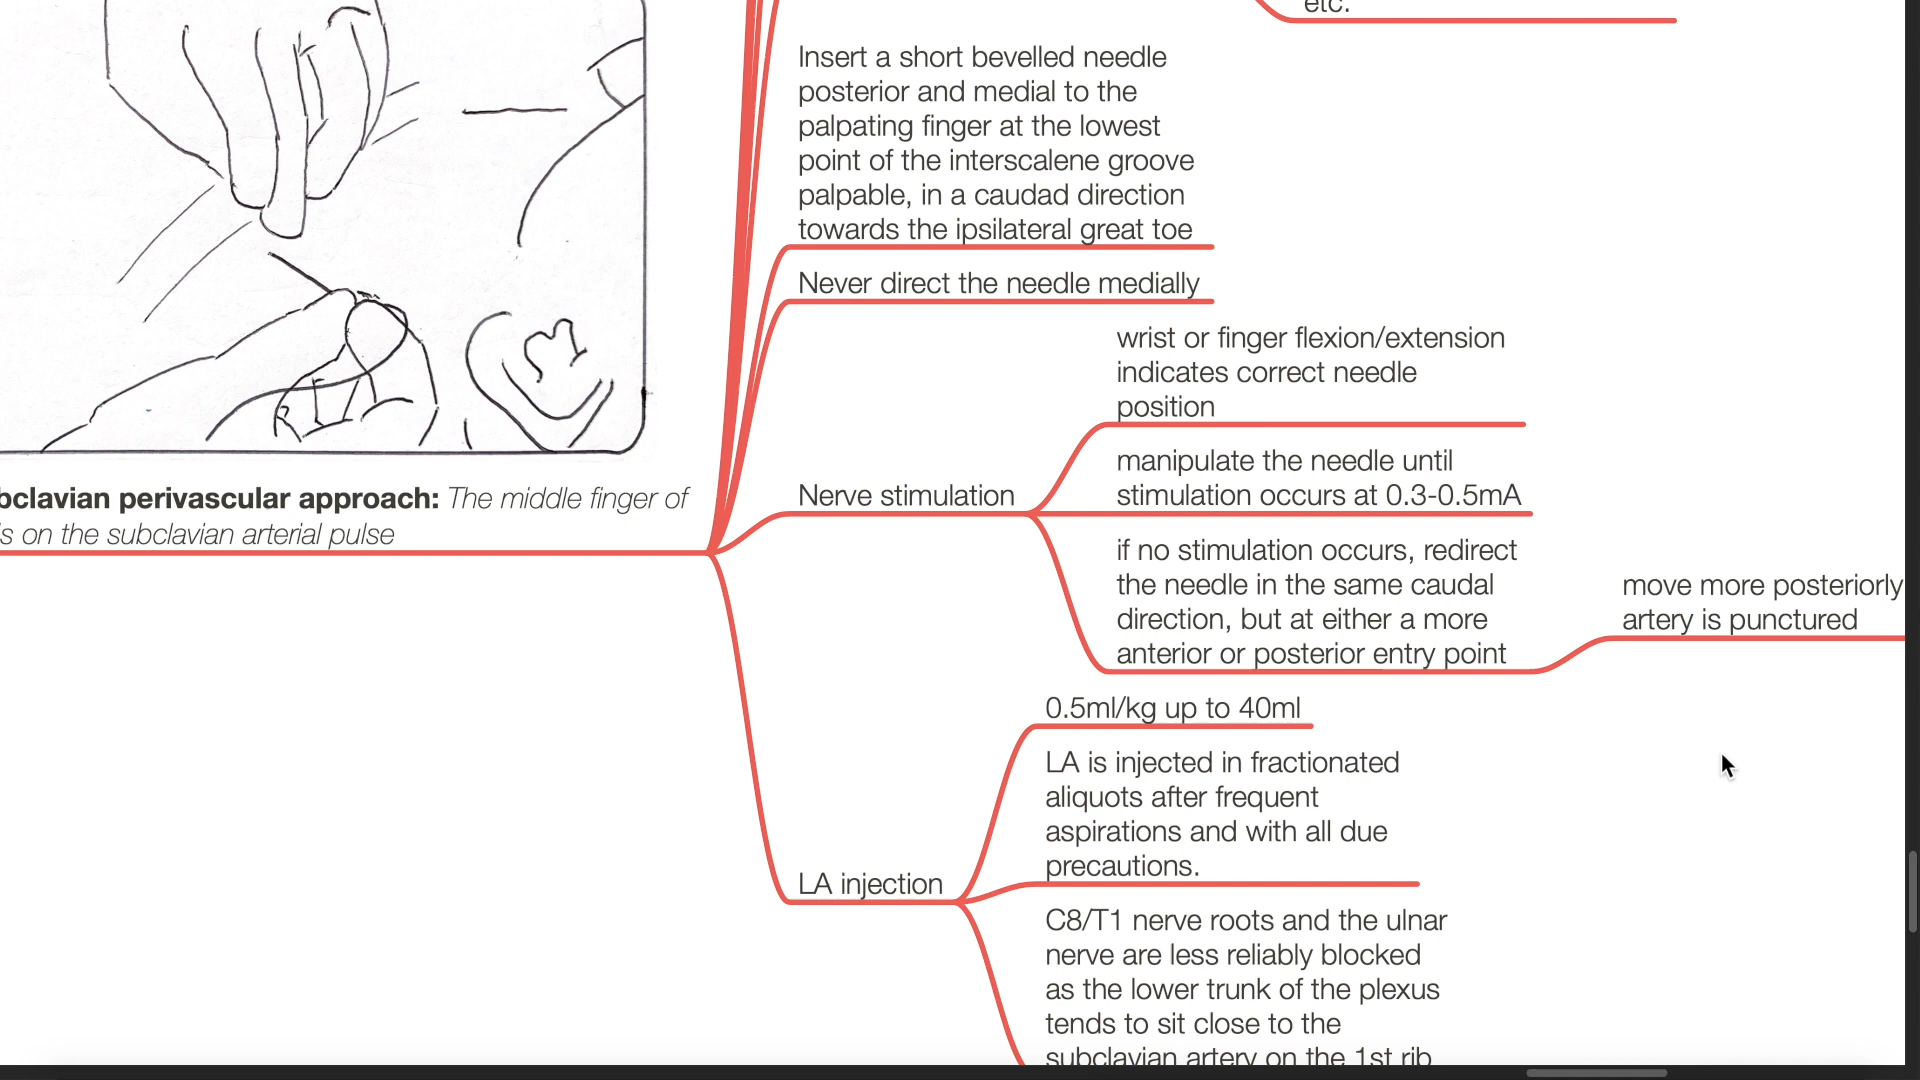 etc.
Insert a short bevelled needle
posterior and medial to the
palpating finger at the lowest
point of the interscalene groove
palpable, in a caudad direction
towards the ipsilateral great toe
Never direct the needle medially
wrist or finger flexion/extension
indicates correct needle
position
Nerve stimulation
manipulate the needle until
stimulation occurs at 0.3-0.5mA
if no stimulation occurs, redirect
the needle in the same caudal
direction, but at either a more
anterior or posterior entry point
move more posteriorly
artery is punctured
bclavian perivascular approach: The middle finger of
s on the subclavian arterial pulse
0.5ml/kg up to 40ml
LA is injected in fractionated
aliquots after frequent
aspirations and with all due
precautions.
LA injection
C8/T1 nerve roots and the ulnar
nerve are less reliably blocked
as the lower trunk of the plexus
tends to sit close to the
subclavian artery on the 1st rib